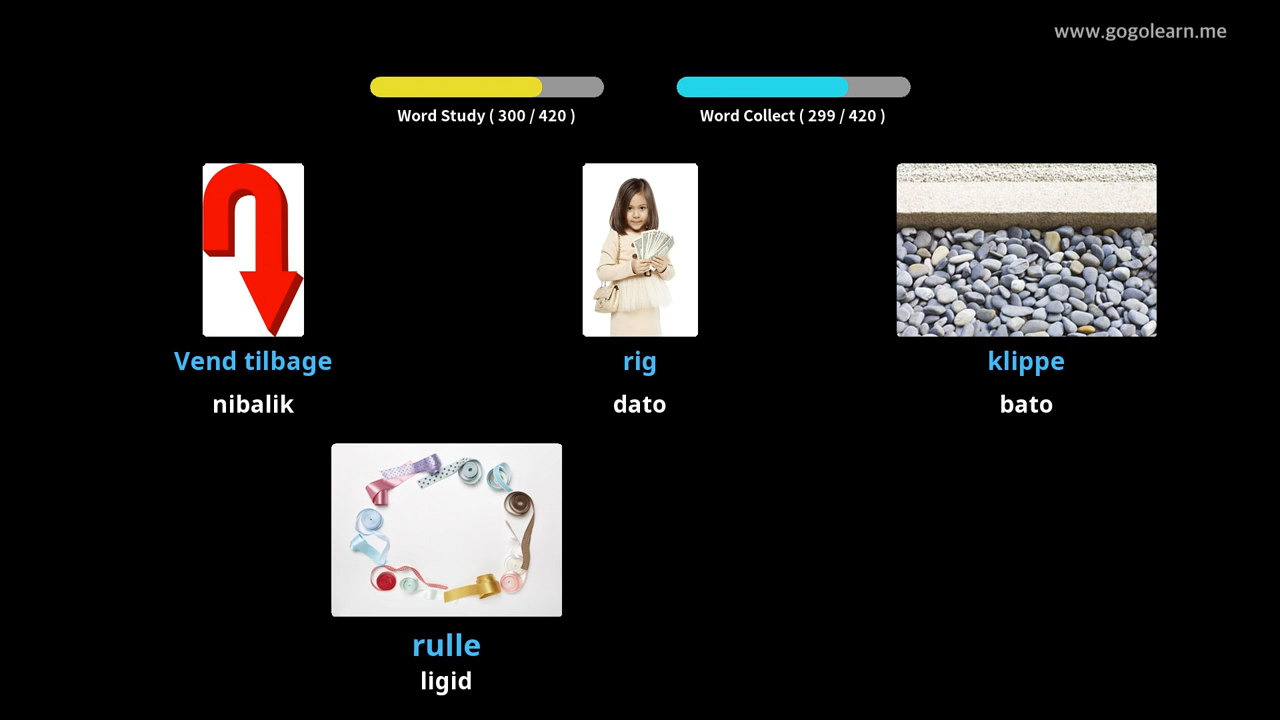 www.gogolearn.me
Word Study ( 300 / 420 )
Word Collect ( 299 / 420 )
Vend tilbage
nibalik
rig
dato
klippe
bato
rulle
ligid